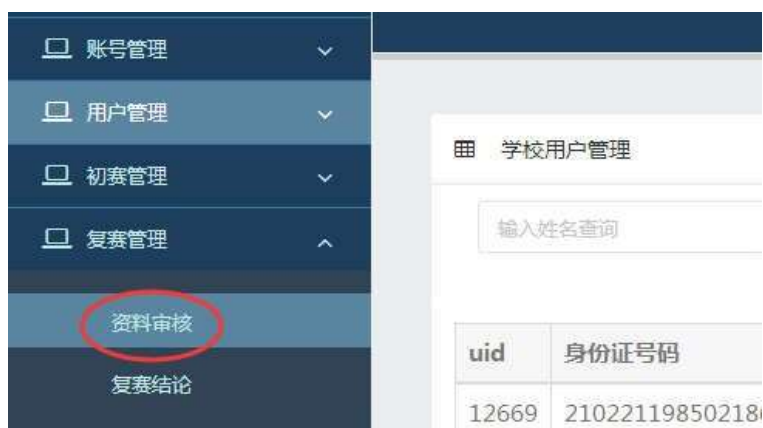 账号管理
用户管理
初赛管理
复赛管理
资料审核
复赛结论
学校用户管理
输入姓名查询
uid 身份证号码
12669 21022119850218